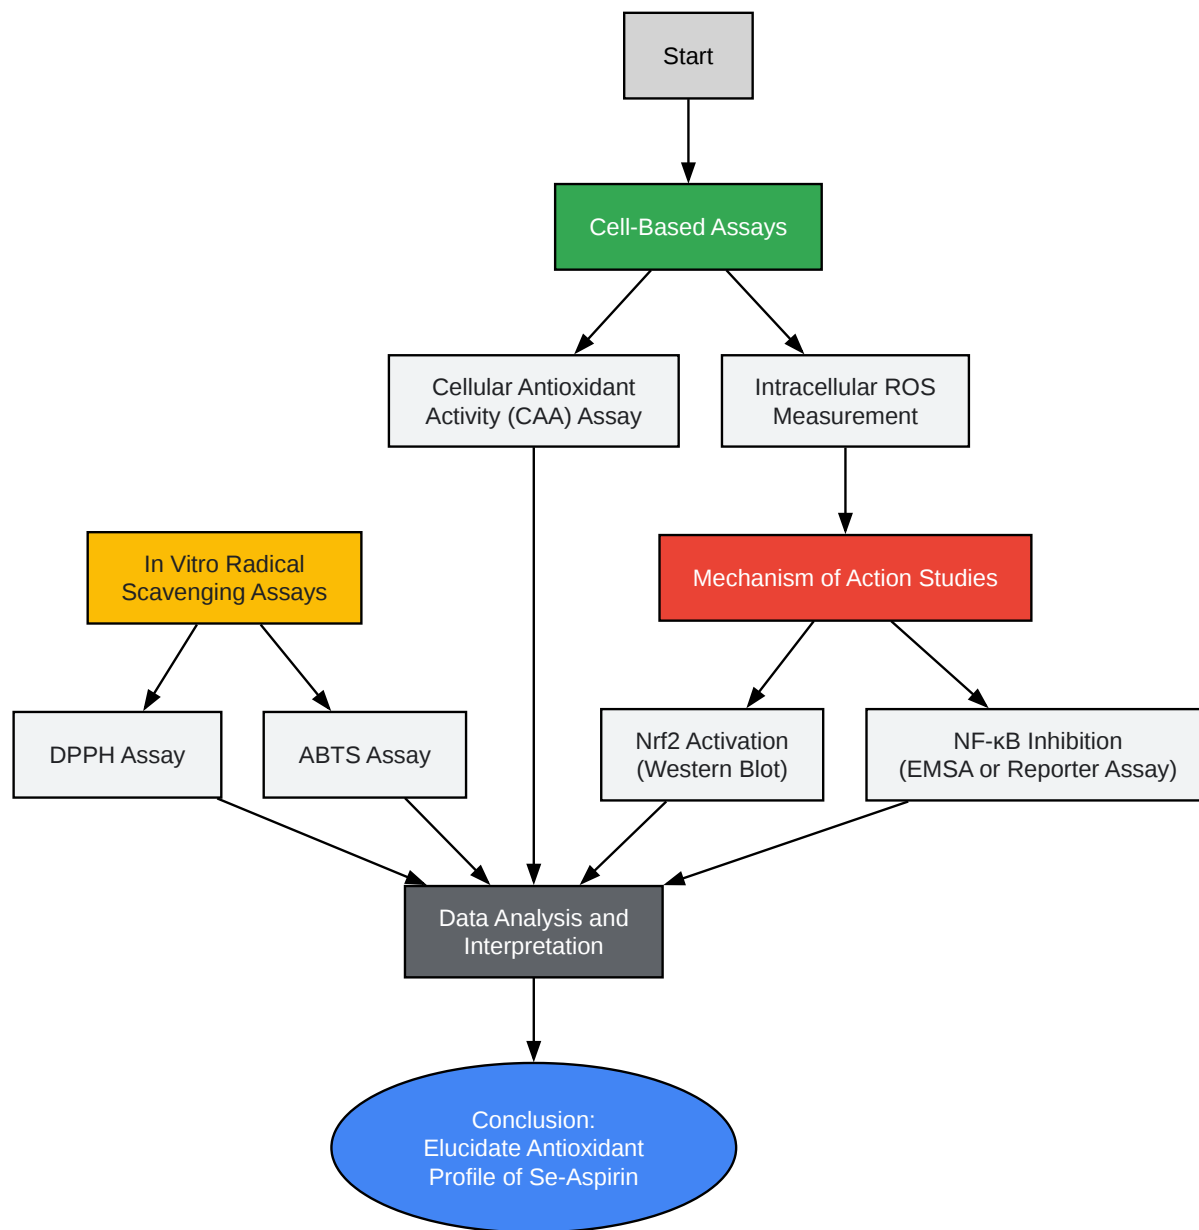 Start
Cell-Based Assays
Cellular Antioxidant
Activity (CAA) Assay
Intracellular ROS
Measurement
In Vitro Radical
Scavenging Assays
Mechanism of Action Studies
DPPH Assay
ABTS Assay
Nrf2 Activation
(Western Blot)
NF-κB Inhibition
(EMSA or Reporter Assay)
Data Analysis and
Interpretation
Conclusion:
Elucidate Antioxidant
Profile of Se-Aspirin